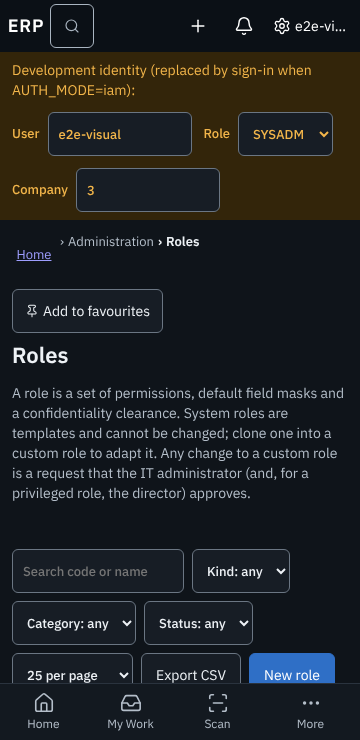 ERP
e2e-vi...
Development identity (replaced by sign-in when
AUTH_MODE=iam):
User e2e-visual Role SYSADM
Company 3
Home › Administration › Roles
Add to favourites
Roles
A role is a set of permissions, default field masks and
a confidentiality clearance. System roles are
templates and cannot be changed; clone one into a
custom role to adapt it. Any change to a custom role
is a request that the IT administrator (and, for a
privileged role, the director) approves.
Search code or name Kind: any
Category: any Status: any
25 per page Export CSV New role
Home My Work Scan More